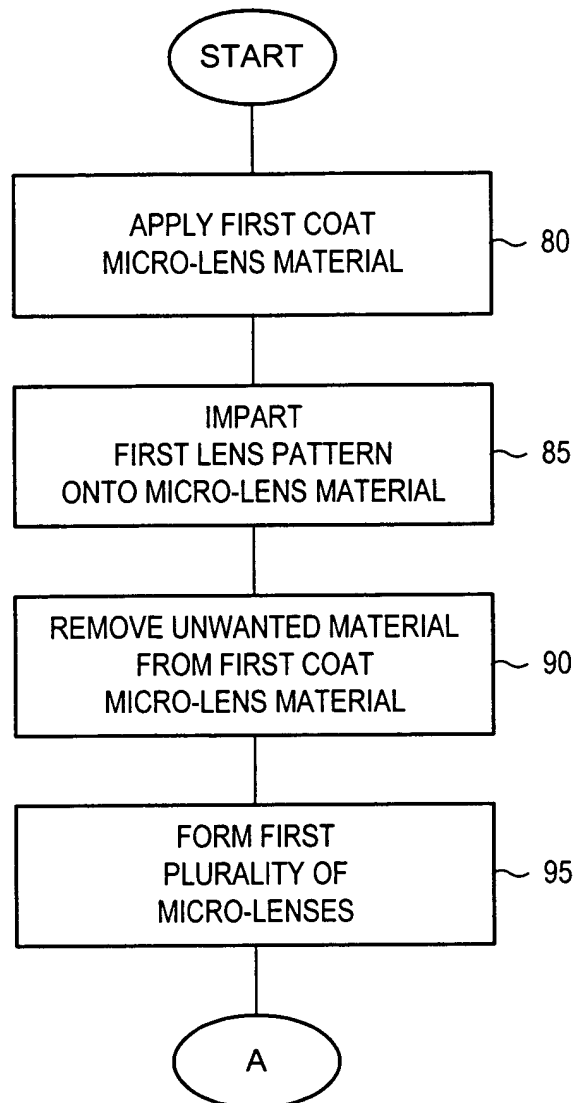 START
APPLY FIRST COAT
MICRO-LENS MATERIAL
80
IMPART
FIRST LENS PATTERN
ONTO MICRO-LENS MATERIAL
85
REMOVE UNWANTED MATERIAL
FROM FIRST COAT
MICRO-LENS MATERIAL
90
FORM FIRST
PLURALITY OF
MICRO-LENSES
95
A